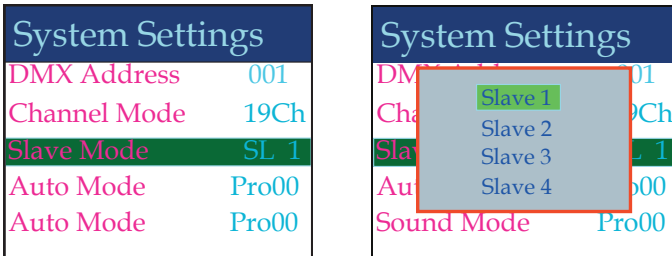 System Settings
DMX Address 001
Channel Mode 19Ch
Slave Mode SL 1
Auto Mode Pro00
Auto Mode Pro00
System Settings
Slave 1
Slave 2
Slave 3
Slave 4
Sound Mode Pro00